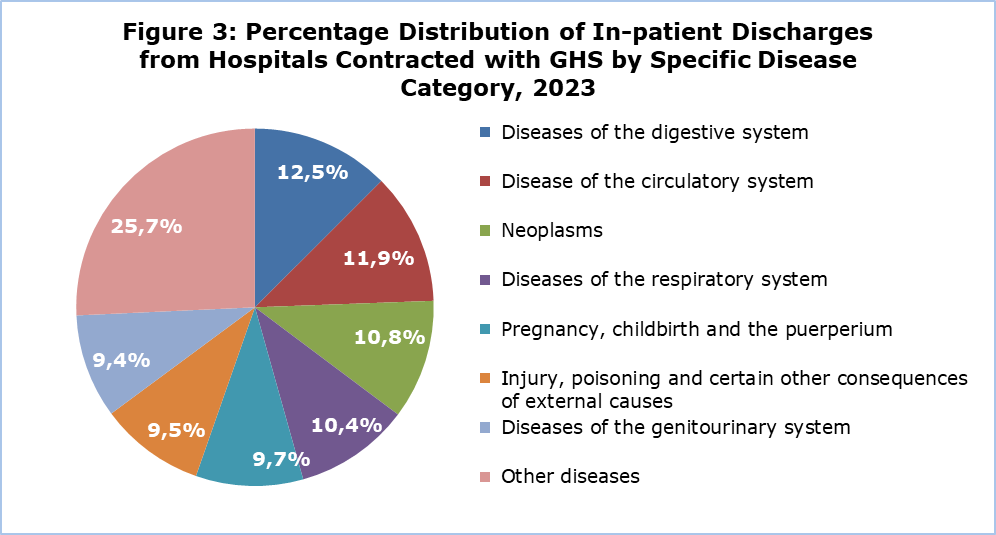 Figure 3: Percentage Distribution of In-patient Discharges
from Hospitals Contracted with GHS by Specific Disease
Category, 2023
12,5%
11,9%
10,8%
10,4%
9,7%
9,5%
9,4%
25,7%
Diseases of the digestive system
Disease of the circulatory system
Neoplasms
Diseases of the respiratory system
Pregnancy, childbirth and the puerperium
Injury, poisoning and certain other consequences
of external causes
Diseases of the genitourinary system
Other diseases